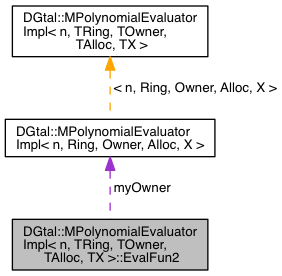 DGtal::MPolynomialEvaluator
Impl< n, TRing, TOwner,
TAlloc, TX >
< n, Ring, Owner, Alloc, X >
DGtal::MPolynomialEvaluator
Impl< n, Ring, Owner, Alloc, X >
myOwner
DGtal::MPolynomialEvaluator
Impl< n, TRing, TOwner,
TAlloc, TX >::EvalFun2